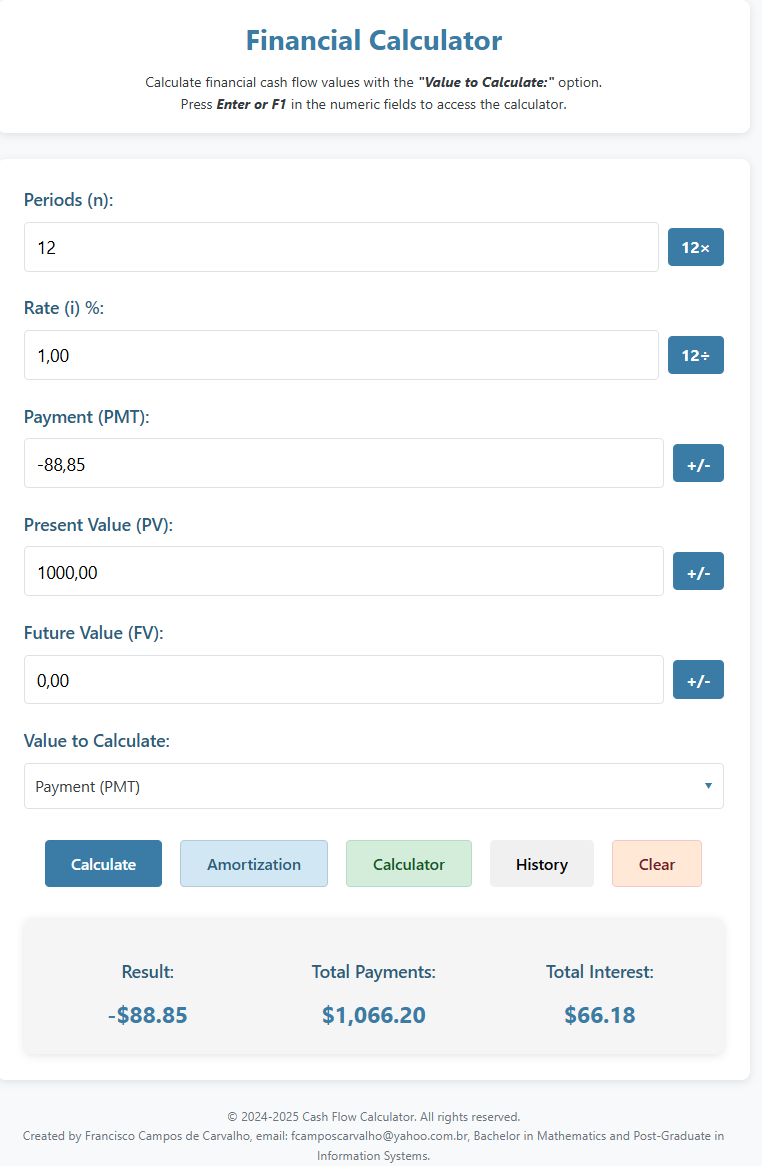 Financial Calculator
Calculate financial cash flow values with the "Value to Calculate:" option.
Press Enter or F1 in the numeric fields to access the calculator.
Periods (n):
12
12×
Rate (i) %:
1,00
12÷
Payment (PMT):
-88,85
+/-
Present Value (PV):
1000,00
+/-
Future Value (FV):
0,00
+/-
Value to Calculate:
Payment (PMT)
Calculate Amortization Calculator History Clear
Result: Total Payments: Total Interest:
-$88.85 $1,066.20 $66.18
© 2024-2025 Cash Flow Calculator. All rights reserved.
Created by Francisco Campos de Carvalho, email: fcamposcarvalho@yahoo.com.br, Bachelor in Mathematics and Post-Graduate in
Information Systems.